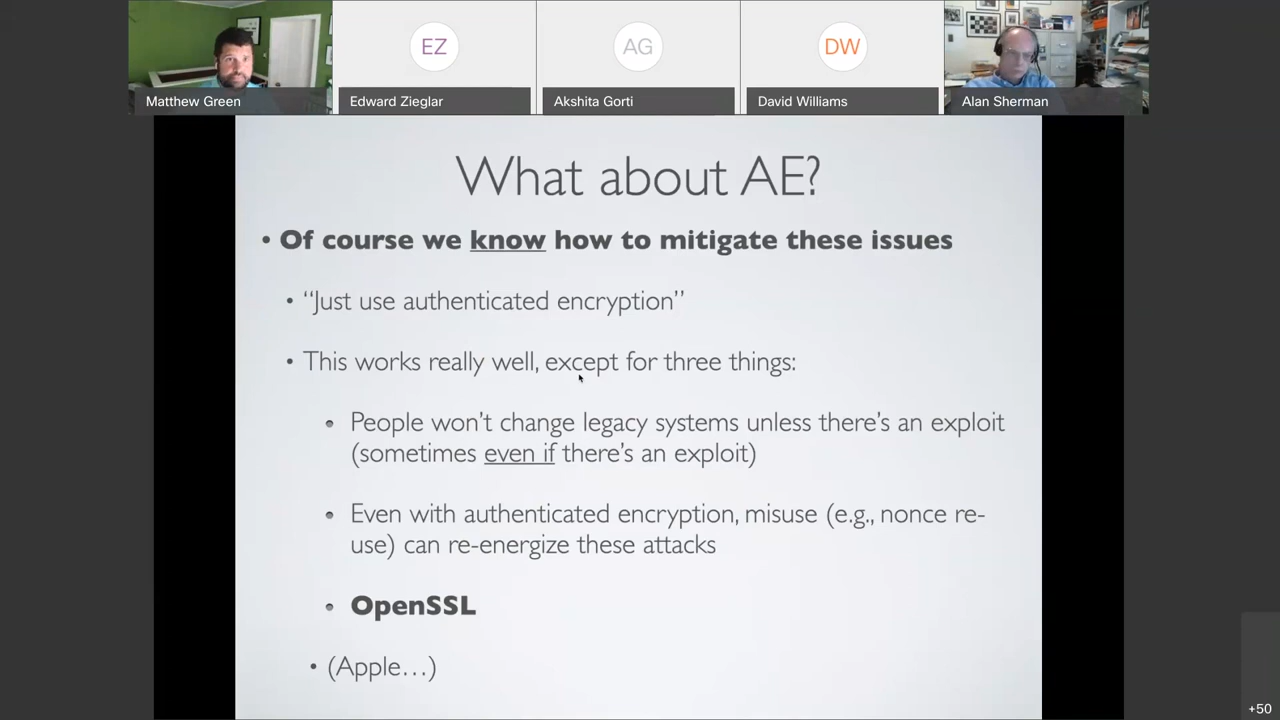 EZ
AG
DW
Matthew Green
Edward Zieglar
Akshita Gorti
David Williams
Alan Sherman
What about AE?
• Of course we know how to mitigate these issues
• “Just use authenticated encryption”
• This works really well, except for three things:
• People won’t change legacy systems unless there’s an exploit
(sometimes even if there’s an exploit)
• Even with authenticated encryption, misuse (e.g., nonce re-
use) can re-energize these attacks
• OpenSSL
• (Apple…)
+50